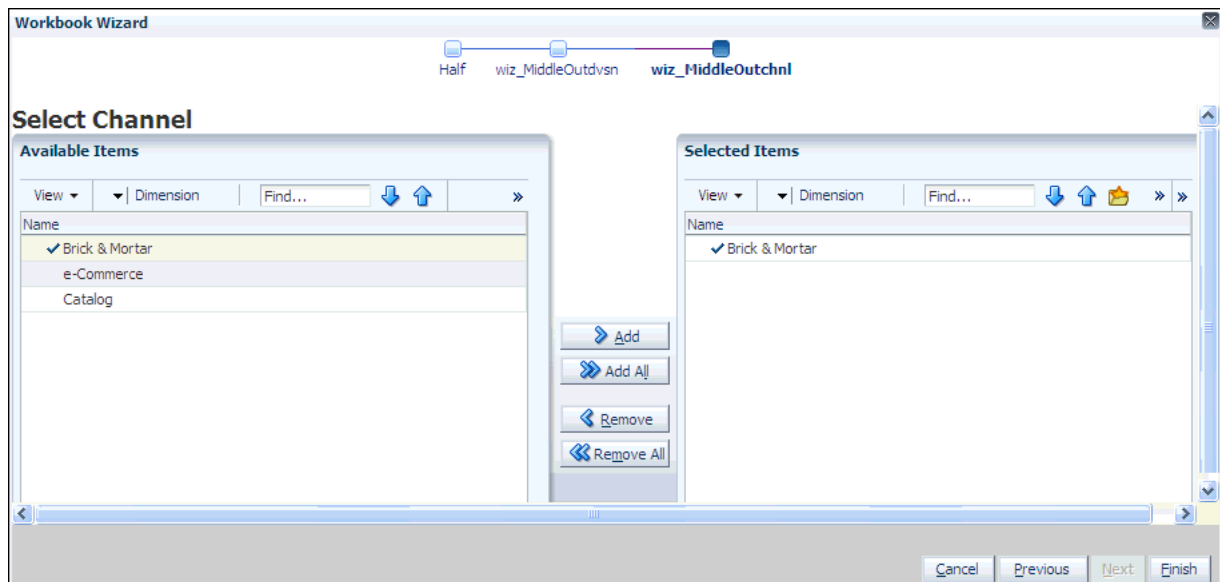 Workbook Wizard
Half wiz_MiddleOutdvsn wiz_MiddleOutchnl
Select Channel
Available Items
View Dimension Find... »
Name
Brick & Mortar
e-Commerce
Catalog
Add
Add All
Remove
Remove All
Selected Items
View Dimension Find... » »
Name
Brick & Mortar
Cancel Previous Next Finish